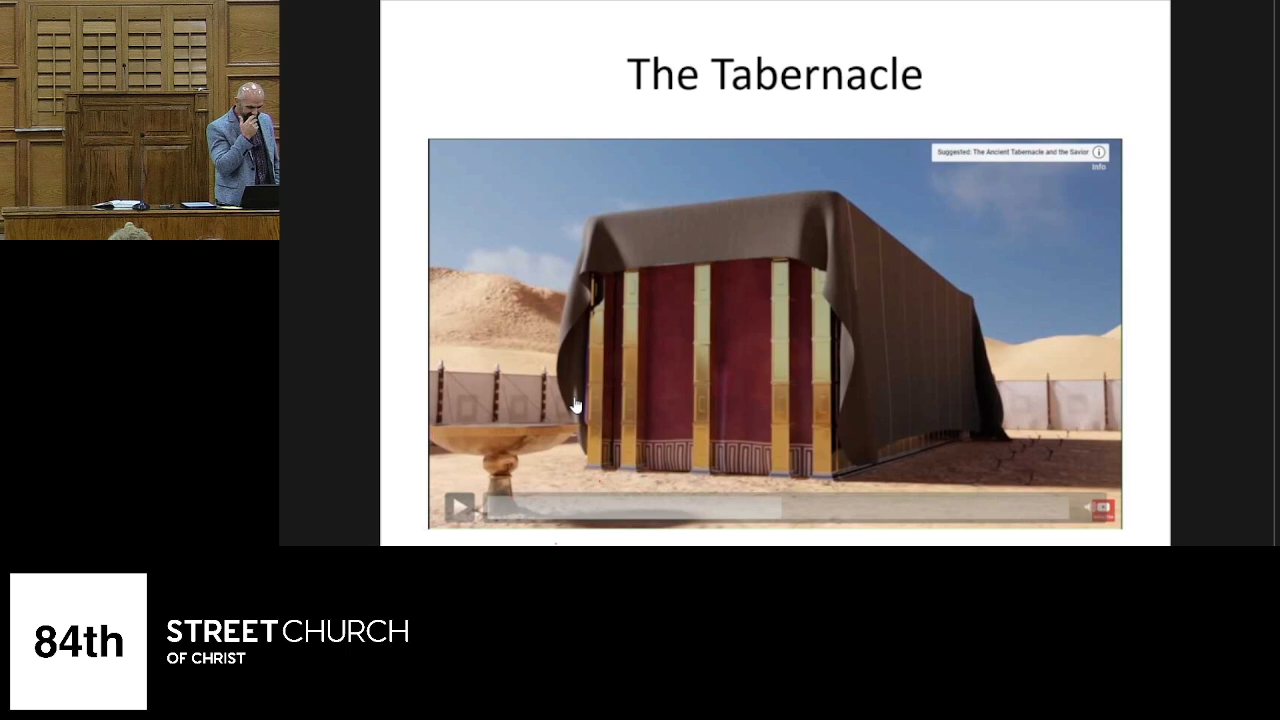 The Tabernacle
Suggested: The Ancient Tabernacle and the Savior
Info
84th
STREET CHURCH
OF CHRIST